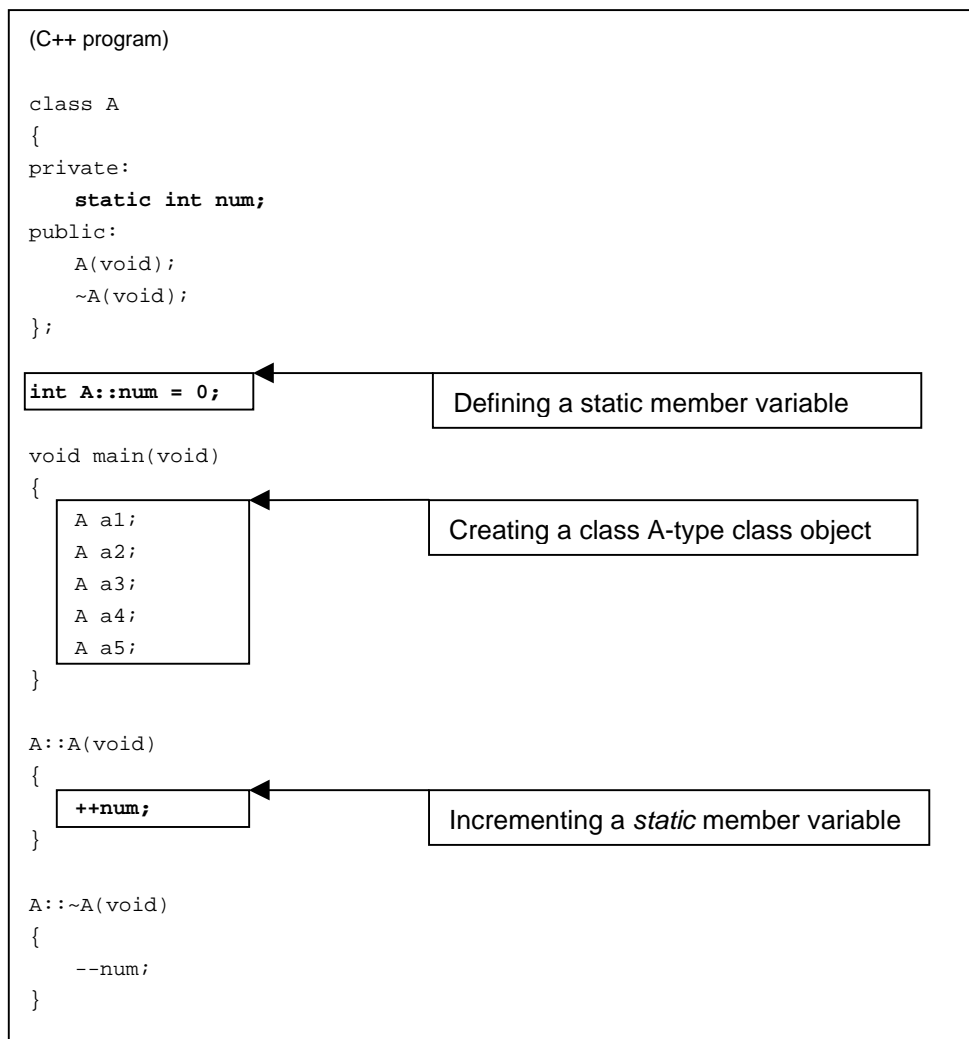 (C++ program)
class A
{
private:
static int num;
public:
A(void);
~A(void);
};
int A::num = 0;
Defining a static member variable
void main(void)
{
A a1;
Creating a class A-type class object
A a2;
A a3;
A a4;
A a5;
}
A::A(void)
{
++num;
Incrementing a static member variable
}
A::~A(void)
{
--num;
}